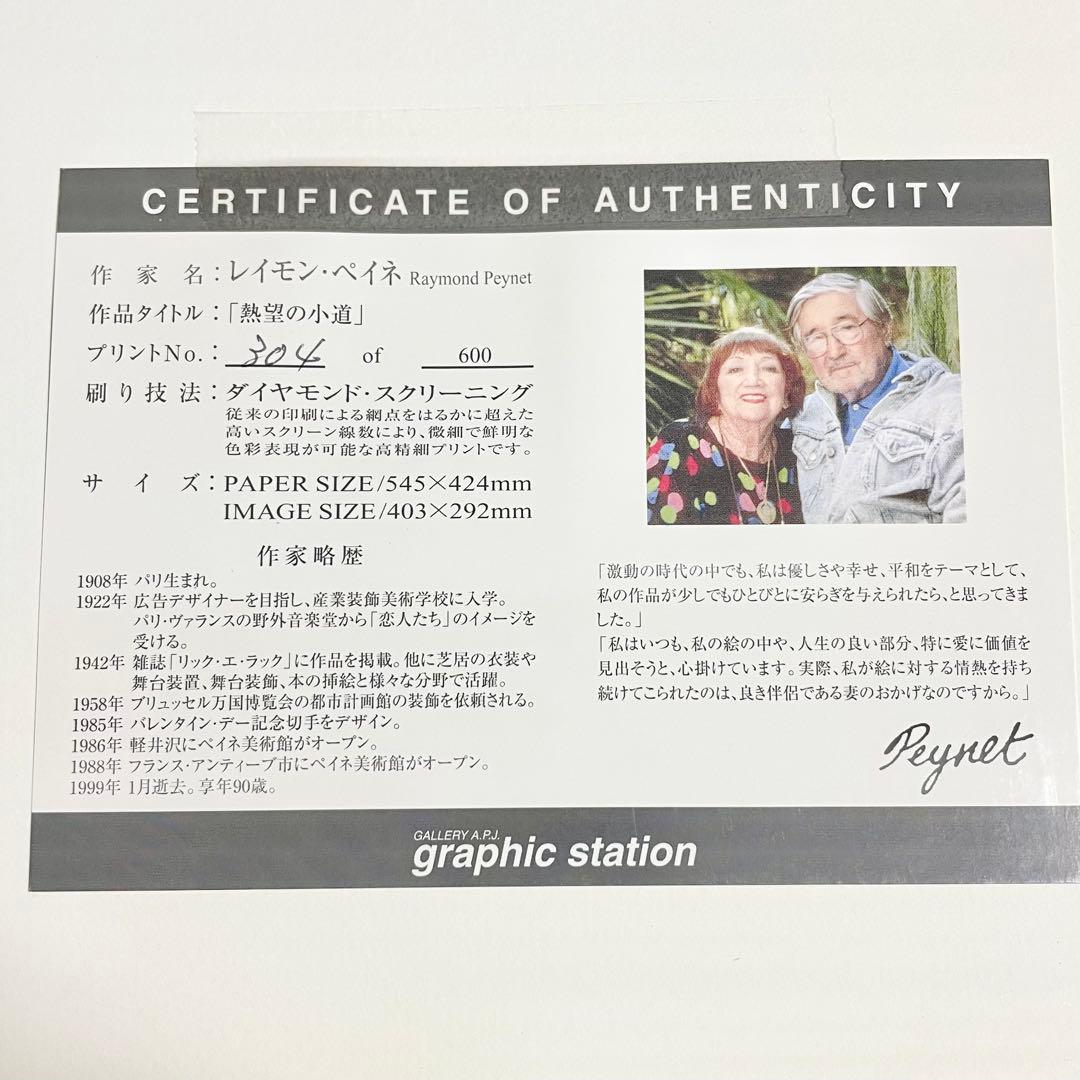 CERTIFICATE OF AUTHENTICITY
作家名：レイモン・ペイネ Raymond Peynet
作品タイトル：「熱望の小道」
プリントNo.： 304 of 600
刷り技法：ダイヤモンド・スクリーニング
従来の印刷による網点をはるかに超えた
高いスクリーン線数により、微細で鮮明な
色彩表現が可能な高精細プリントです。
サイズ：PAPER SIZE/545×424mm
IMAGE SIZE/403×292mm
作家略歴
1908年 パリ生まれ。
1922年 広告デザイナーを目指し、産業装飾美術学校に入学。
パリ・ヴァランスの野外音楽堂から「恋人たち」のイメージを
受ける。
1942年 雑誌「リック・エ・ラック」に作品を掲載。他に芝居の衣装や
舞台装置、舞台装飾、本の挿絵と様々な分野で活躍。
1958年 ブリュッセル万国博覧会の都市計画館の装飾を依頼される。
1985年 バレンタイン・デー記念切手をデザイン。
1986年 軽井沢にペイネ美術館がオープン。
1988年 フランス・アンティーブ市にペイネ美術館がオープン。
1999年 1月逝去。享年90歳。
「激動の時代の中でも、私は優しさや幸せ、平和をテーマとして、
私の作品が少しでもひとびとに安らぎを与えられたら、と思ってきま
した。」
「私はいつも、私の絵の中や、人生の良い部分、特に愛に価値を
見出そうと、心掛けています。実際、私が絵に対する情熱を持ち
続けてこられたのは、良き伴侶である妻のおかげなのですから。」
Peynet
GALLERY A.P.J.
graphic station